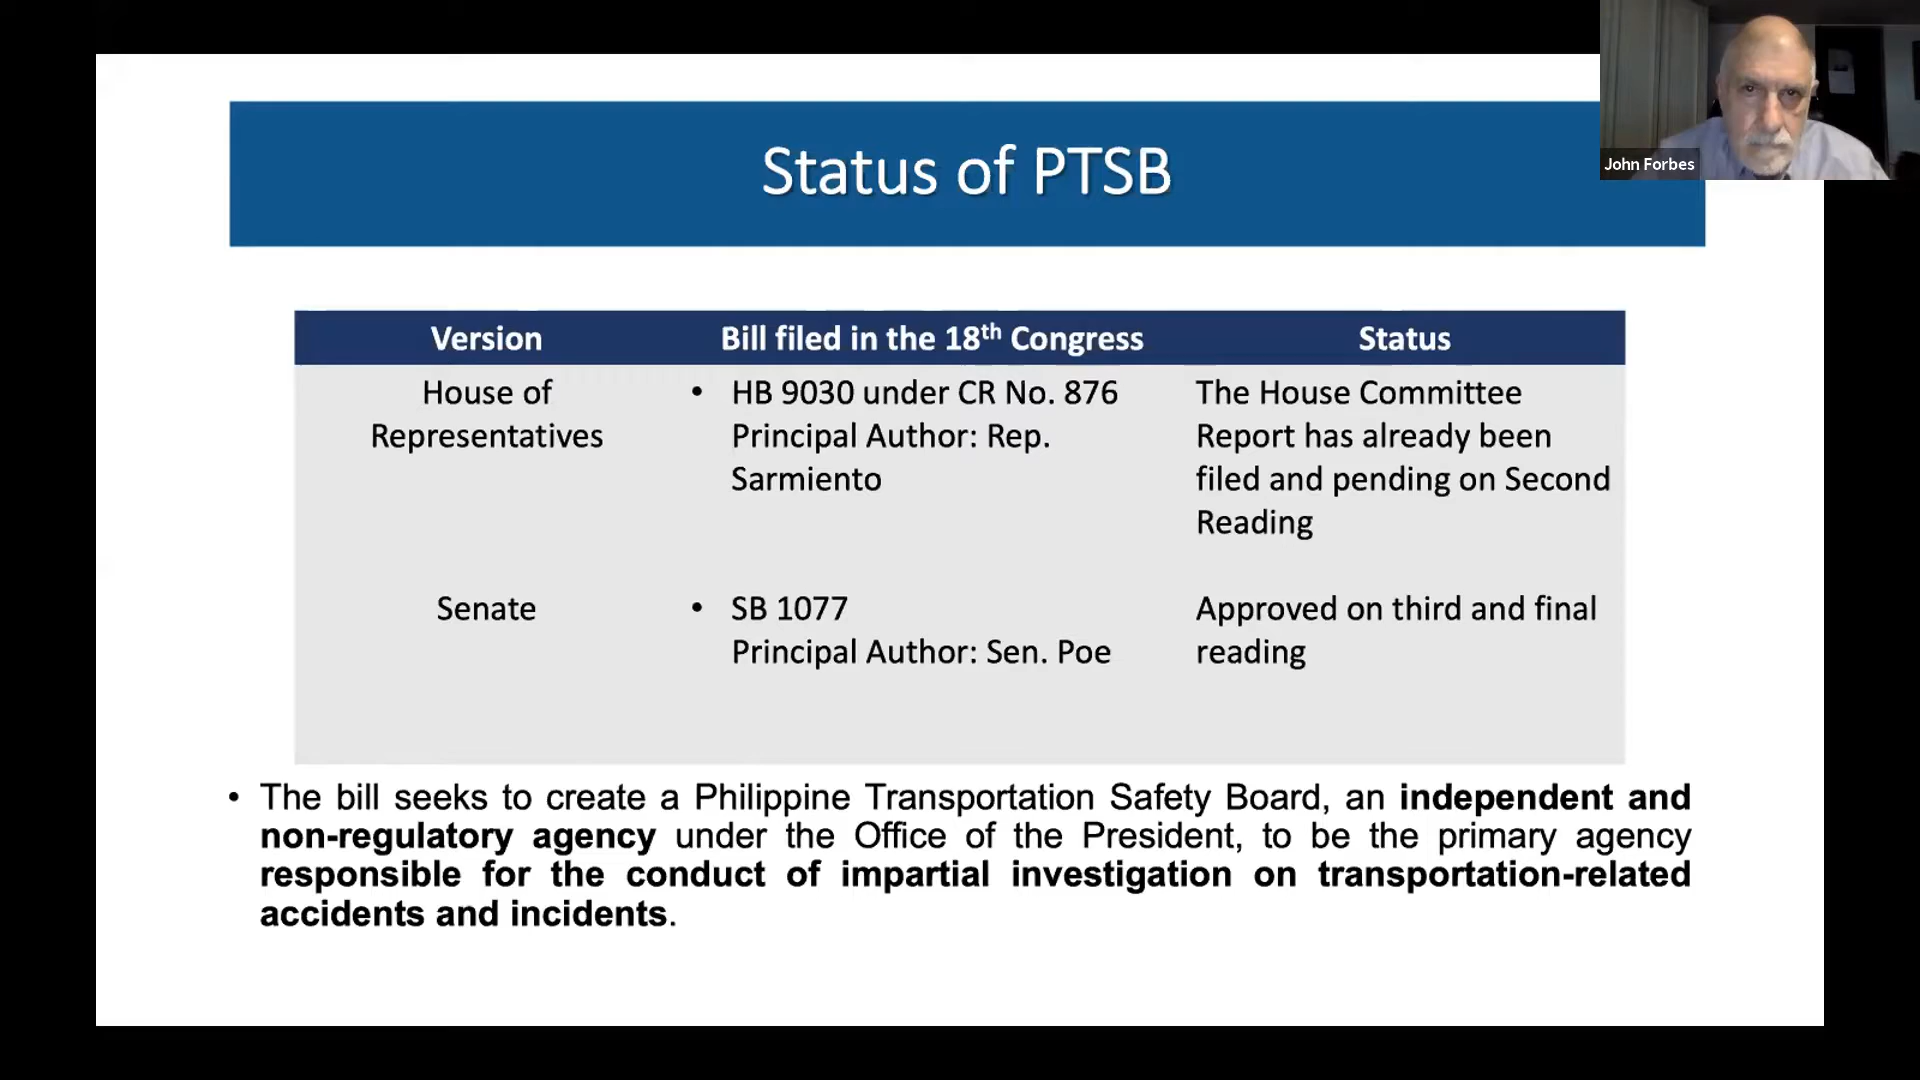 Status of PTSB
John Forbes
Version Bill filed in the 18th Congress Status
House of
Representatives
• HB 9030 under CR No. 876
Principal Author: Rep.
Sarmiento
The House Committee
Report has already been
filed and pending on Second
Reading
Senate
• SB 1077
Principal Author: Sen. Poe
Approved on third and final
reading
• The bill seeks to create a Philippine Transportation Safety Board, an independent and
non-regulatory agency under the Office of the President, to be the primary agency
responsible for the conduct of impartial investigation on transportation-related
accidents and incidents.